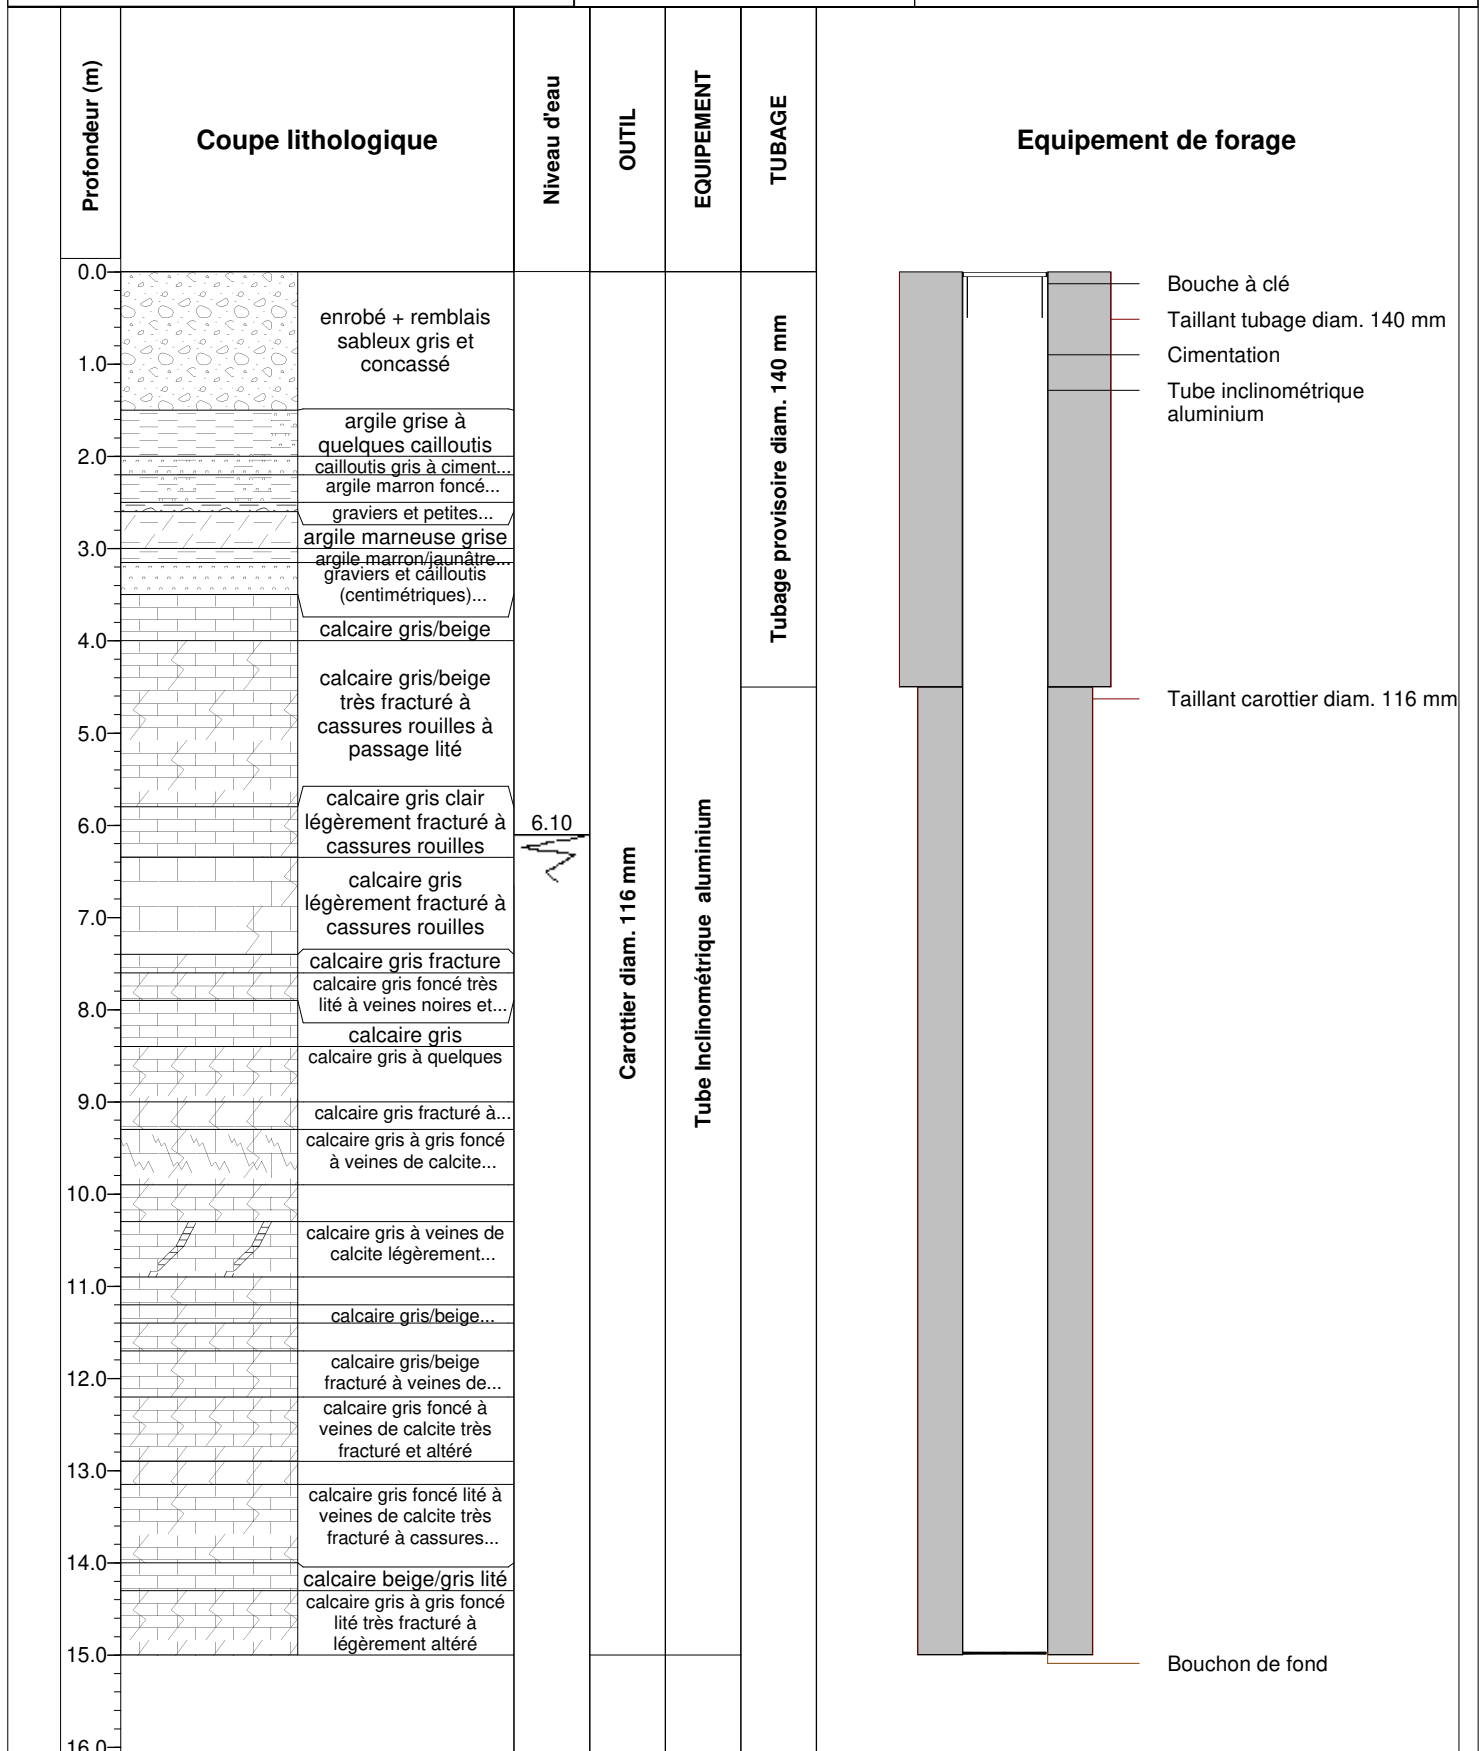 Profondeur (m)
Coupe lithologique
Niveau d'eau
OUTIL
EQUIPEMENT
TUBAGE
Equipement de forage
0.0
1.0
2.0
3.0
4.0
5.0
6.0
7.0
8.0
9.0
10.0
11.0
12.0
13.0
14.0
15.0
16.0
enrobé + remblais
sableux gris et
concassé
argile grise à
quelques cailloutis
cailloutis gris à ciment...
argile marron foncé...
graviers et petites...
argile marneuse grise
argile marron/jaunâtre...
graviers et cailloutis
(centimétriques)...
calcaire gris/beige
calcaire gris/beige
très fracturé à
cassures rouilles à
passage lité
calcaire gris clair
légèrement fracturé à
cassures rouilles
calcaire gris
légèrement fracturé à
cassures rouilles
calcaire gris fracture
calcaire gris foncé très
lité à veines noires et...
calcaire gris
calcaire gris à quelques
calcaire gris fracturé à...
calcaire gris à gris foncé
à veines de calcite...
calcaire gris à veines de
calcite légèrement...
calcaire gris/beige...
calcaire gris/beige
fracturé à veines de...
calcaire gris foncé à
veines de calcite très
fracturé et altéré
calcaire gris foncé lité à
veines de calcite très
fracturé à cassures...
calcaire beige/gris lité
calcaire gris à gris foncé
lité très fracturé à
légèrement altéré
6.10
Carottier diam. 116 mm
Tube Inclinométrique aluminium
Tubage provisoire diam. 140 mm
Bouche à clé
Taillant tubage diam. 140 mm
Cimentation
Tube inclinométrique
aluminium
Taillant carottier diam. 116 mm
Bouchon de fond